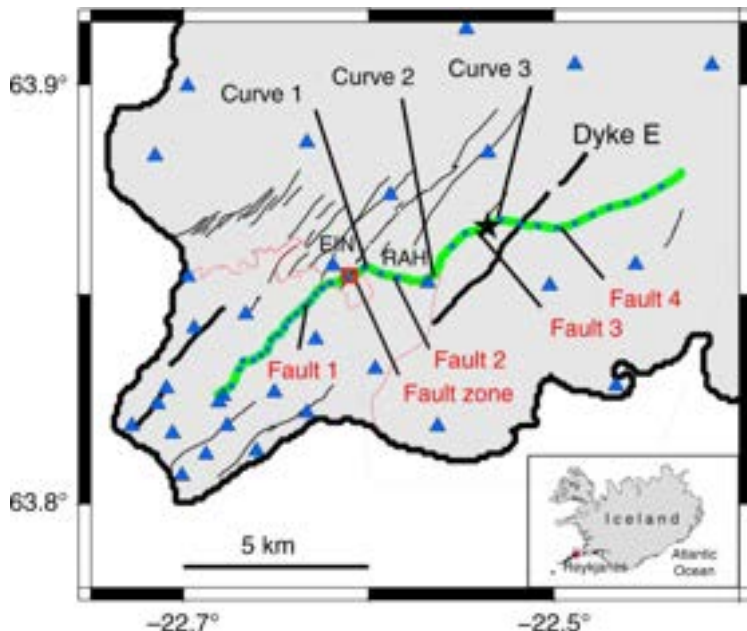 63.9°
Curve 1
Curve 2
Curve 3
Dyke E
EIN
RAH
Fault 4
Fault 3
Fault 2
Fault 1
Fault zone
63.8°
5 km
Iceland
Reykjanes
Atlantic
Ocean
−22.7°
−22.5°